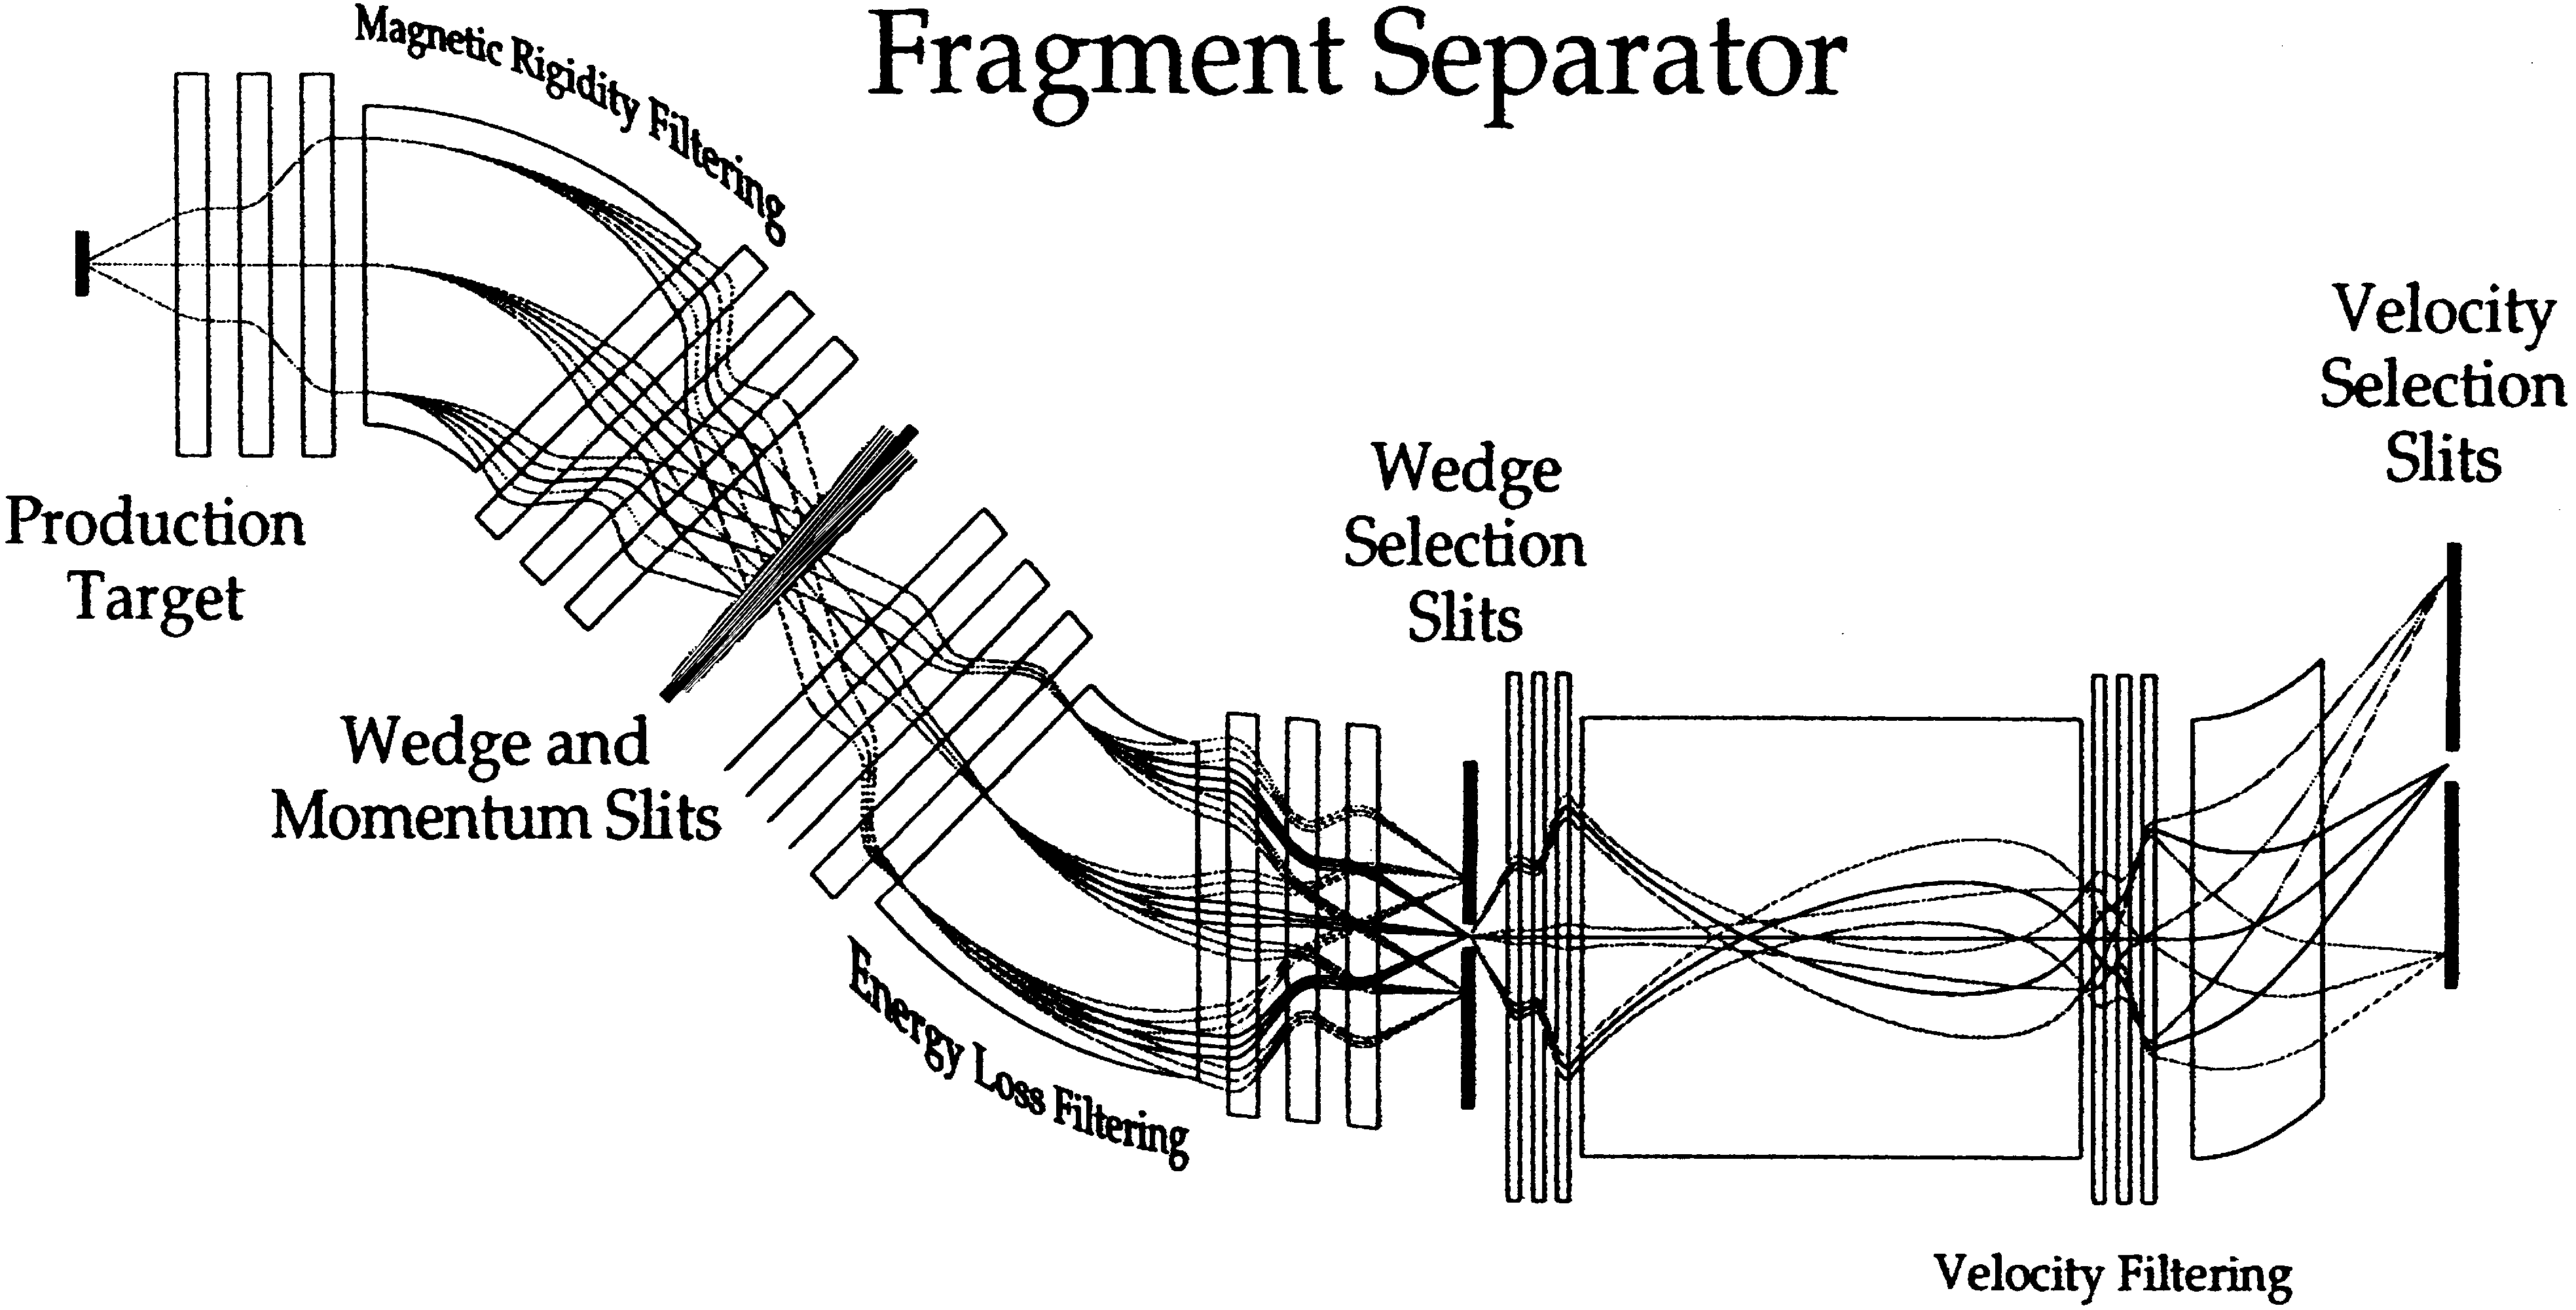 Fragment Separator
Magnetic Rigidity Filtering
Production
Target
Wedge and
Momentum Slits
Energy Loss Filtering
Wedge
Selection
Slits
Velocity
Selection
Slits
Velocity Filtering